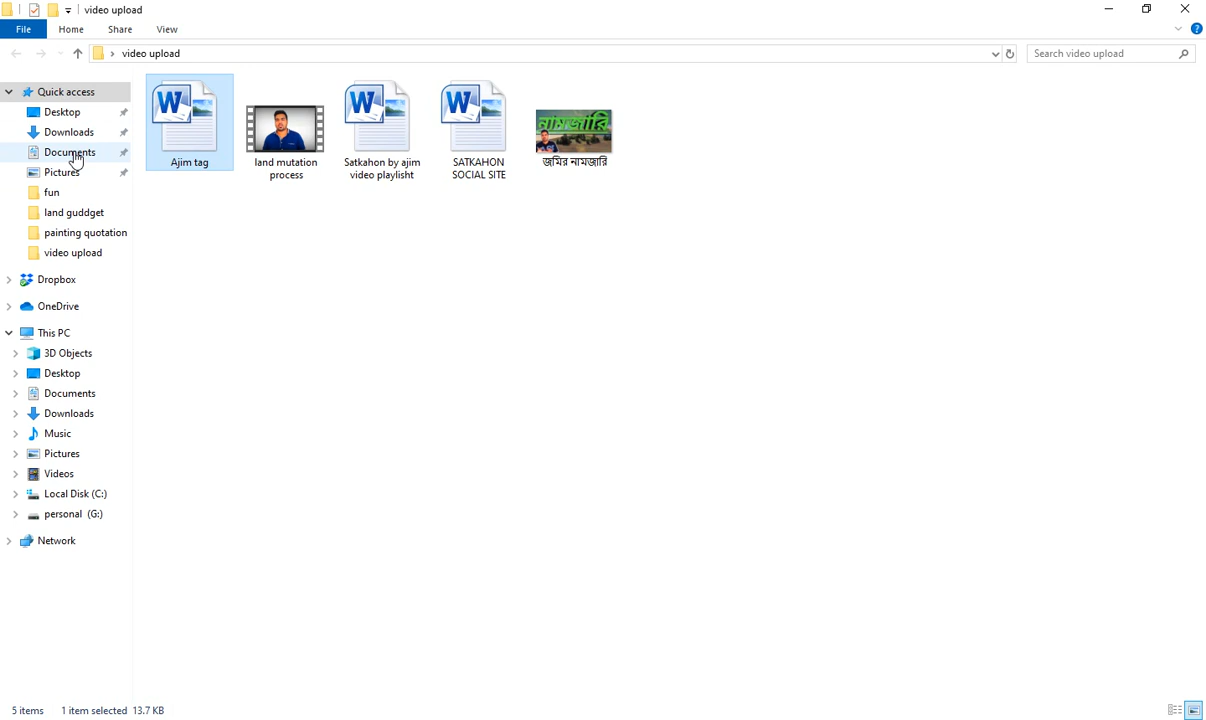 video upload
File Home Share View
video upload
Search video upload
Quick access
Desktop
Downloads
Documents
Pictures
fun
land guddget
painting quotation
video upload
Dropbox
OneDrive
This PC
3D Objects
Desktop
Documents
Downloads
Music
Pictures
Videos
Local Disk (C:)
personal (G:)
Network
Ajim tag
land mutation
process
Satkahon by ajim
video playlisht
SATKAHON
SOCIAL SITE
নামজারি
জমির নামজারি
5 items 1 item selected 13.7 KB